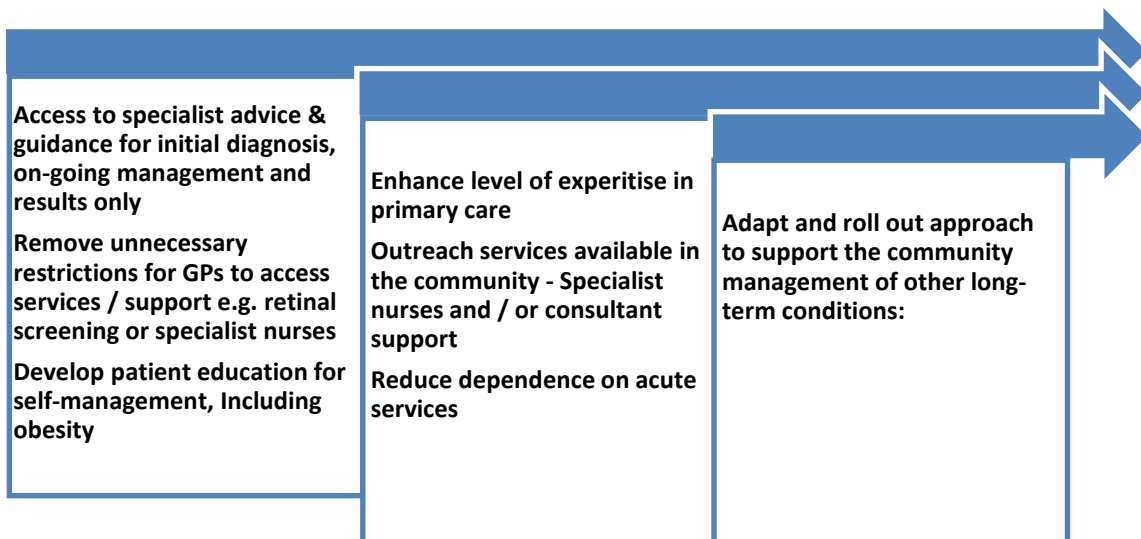 Access to specialist advice &
guidance for initial diagnosis,
on-going management and
results only
Remove unnecessary
restrictions for GPs to access
services / support e.g. retinal
screening or specialist nurses
Develop patient education for
self-management, Including
obesity
Enhance level of experitise in
primary care
Outreach services available in
the community - Specialist
nurses and / or consultant
support
Reduce dependence on acute
services
Adapt and roll out approach
to support the community
management of other long-
term conditions: